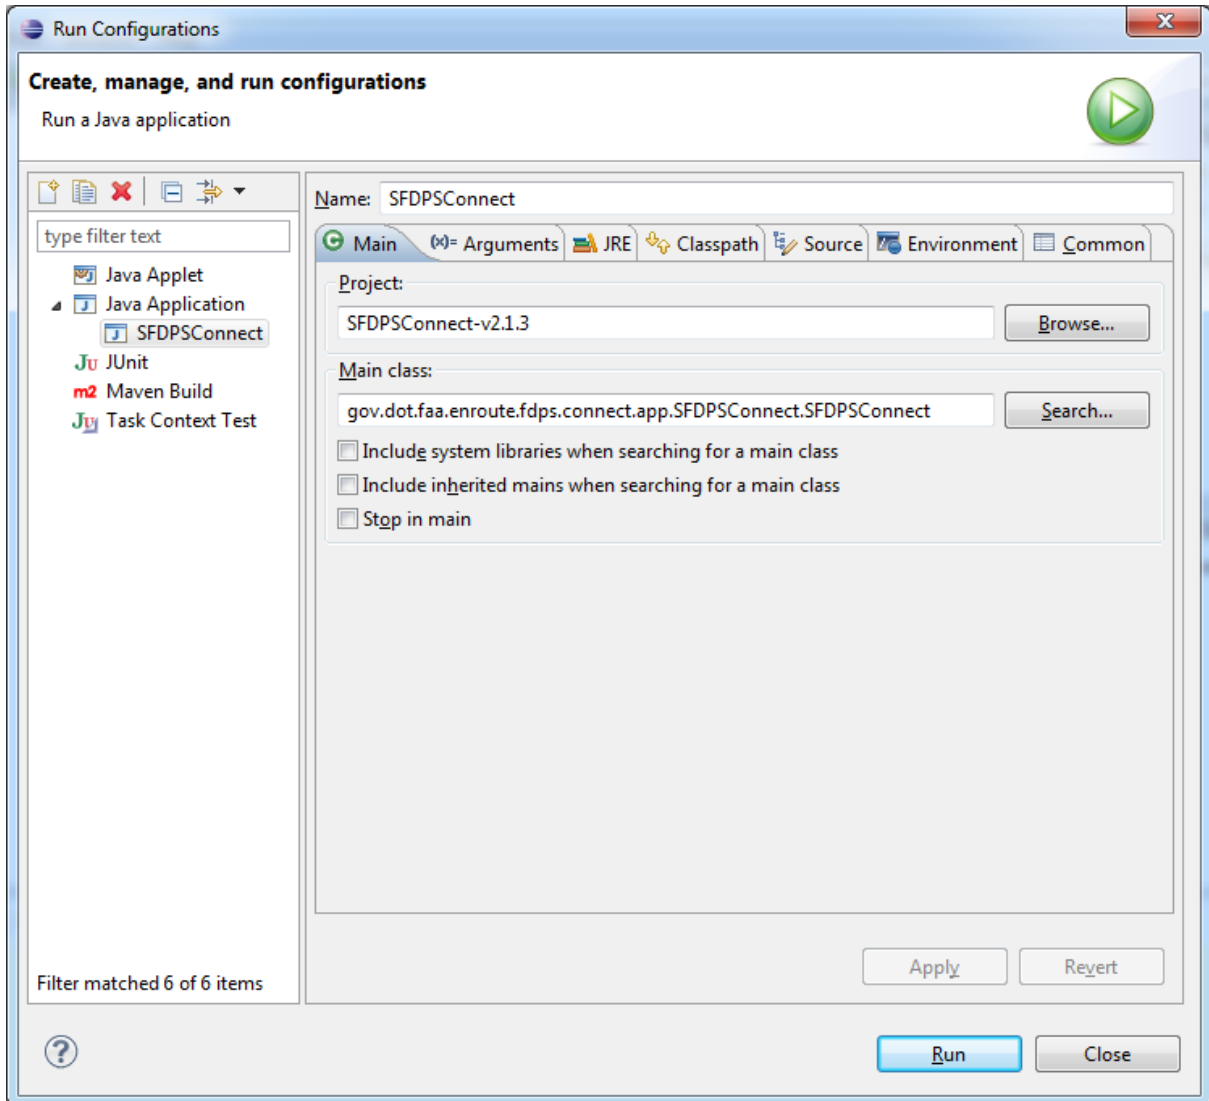 Run Configurations
X
Create, manage, and run configurations
Run a Java application
type filter text
Java Applet
Java Application
SFDPSConnect
JUnit
Maven Build
Task Context Test
Filter matched 6 of 6 items
Name: SFDPSConnect
Main (x)= Arguments JRE Classpath Source Environment Common
Project:
SFDPSConnect-v2.1.3 Browse...
Main class:
gov.dot.faa.enroute.fdps.connect.app.SFDPSConnect.SFDPSConnect Search...
Include system libraries when searching for a main class
Include inherited mains when searching for a main class
Stop in main
Apply Revert
? Run Close